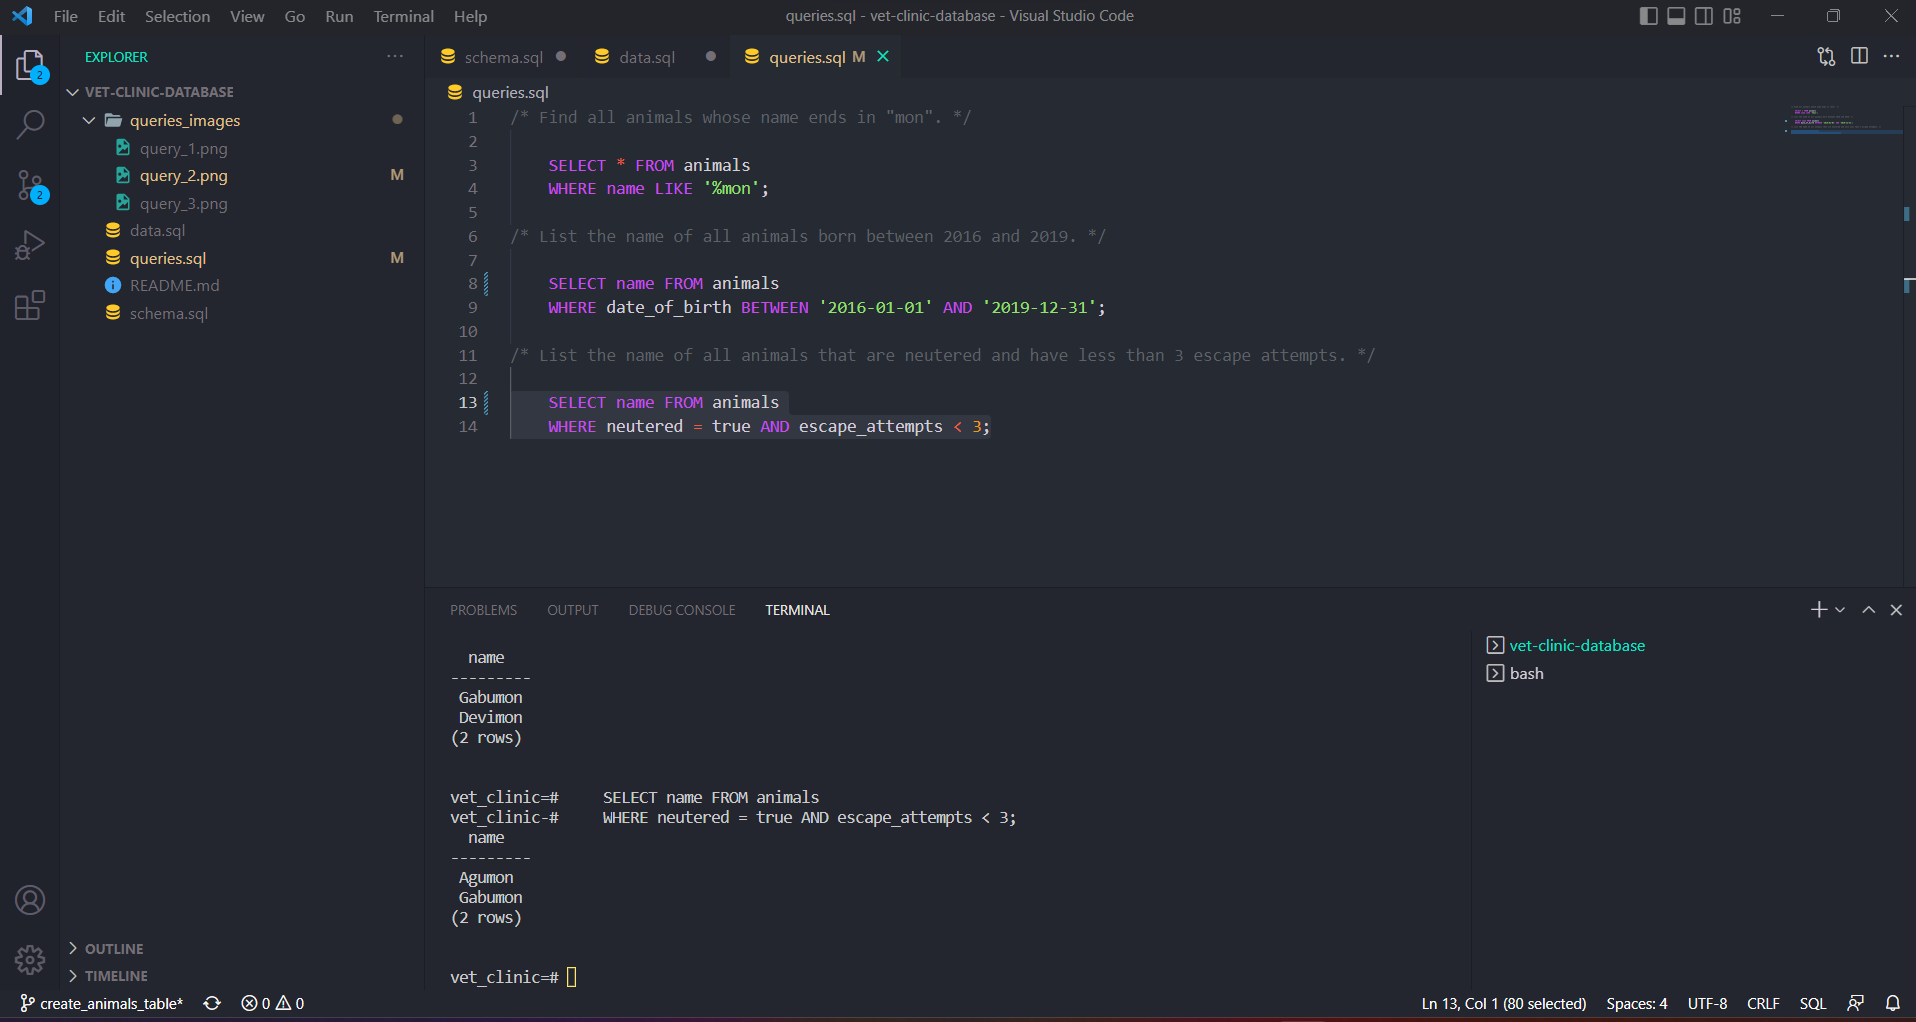 File Edit Selection View Go Run Terminal Help
queries.sql - vet-clinic-database - Visual Studio Code
EXPLORER
VET-CLINIC-DATABASE
queries_images
query_1.png
query_2.png M
query_3.png
data.sql
queries.sql M
README.md
schema.sql
OUTLINE
TIMELINE
2
2
schema.sql data.sql queries.sql M
queries.sql
1 /* Find all animals whose name ends in "mon". */
2
3 SELECT * FROM animals
4 WHERE name LIKE '%mon';
5
6 /* List the name of all animals born between 2016 and 2019. */
7
8 SELECT name FROM animals
9 WHERE date_of_birth BETWEEN '2016-01-01' AND '2019-12-31';
10
11 /* List the name of all animals that are neutered and have less than 3 escape attempts. */
12
13 SELECT name FROM animals
14 WHERE neutered = true AND escape_attempts < 3;
PROBLEMS OUTPUT DEBUG CONSOLE TERMINAL
name
---------
Gabumon
Devimon
(2 rows)
vet_clinic=# SELECT name FROM animals
vet_clinic-# WHERE neutered = true AND escape_attempts < 3;
name
---------
Agumon
Gabumon
(2 rows)
vet_clinic=#
vet-clinic-database
bash
create_animals_table* 0 0
Ln 13, Col 1 (80 selected) Spaces: 4 UTF-8 CRLF SQL